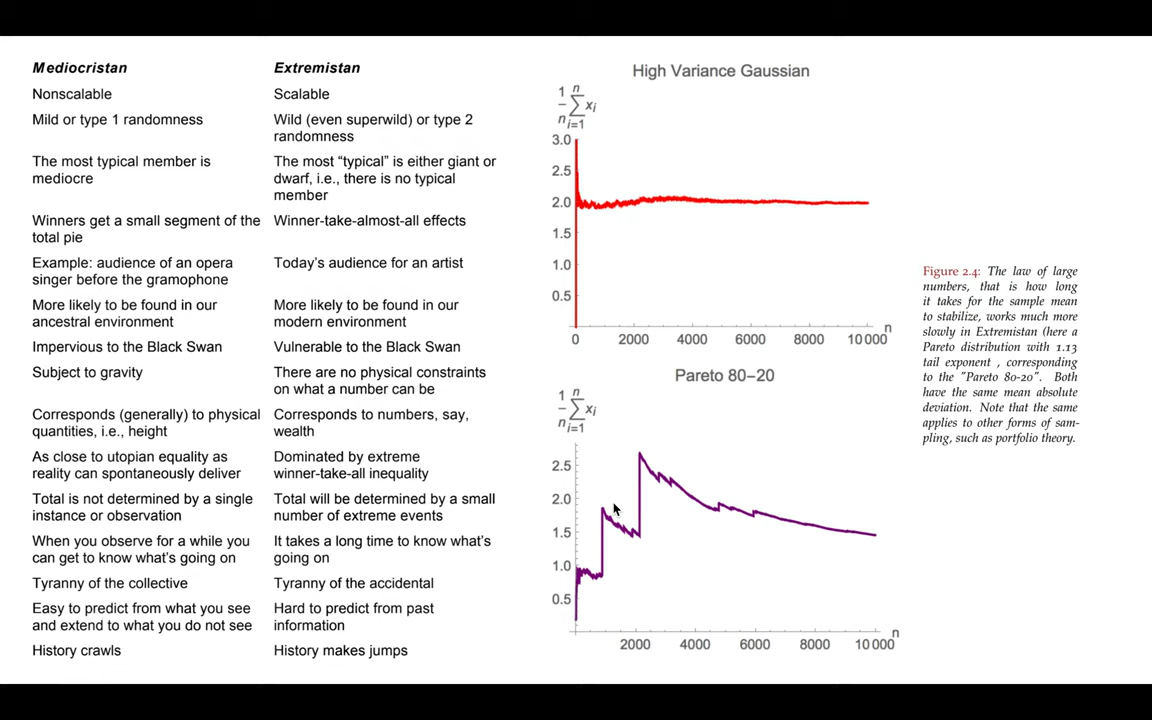 Mediocristan Extremistan
Nonscalable Scalable
Mild or type 1 randomness Wild (even superwild) or type 2
randomness
The most typical member is The most “typical” is either giant or
mediocre dwarf, i.e., there is no typical
member
Winners get a small segment of the Winner-take-almost-all effects
total pie
Example: audience of an opera Today’s audience for an artist
singer before the gramophone
More likely to be found in our More likely to be found in our
ancestral environment modern environment
Impervious to the Black Swan Vulnerable to the Black Swan
Subject to gravity There are no physical constraints
on what a number can be
Corresponds (generally) to physical Corresponds to numbers, say,
quantities, i.e., height wealth
As close to utopian equality as Dominated by extreme
reality can spontaneously deliver winner-take-all inequality
Total is not determined by a single Total will be determined by a small
instance or observation number of extreme events
When you observe for a while you It takes a long time to know what’s
can get to know what’s going on going on
Tyranny of the collective Tyranny of the accidental
Easy to predict from what you see Hard to predict from past
and extend to what you do not see information
History crawls History makes jumps
High Variance Gaussian
1/n ∑ i=1 n xi
3.0
2.5
2.0
1.5
1.0
0.5
0 2000 4000 6000 8000 10 000 n
Pareto 80–20
1/n ∑ i=1 n xi
2.5
2.0
1.5
1.0
0.5
2000 4000 6000 8000 10 000 n
Figure 2.4: The law of large
numbers, that is how long
it takes for the sample mean
to stabilize, works much more
slowly in Extremistan (here a
Pareto distribution with 1.13
tail exponent , corresponding
to the "Pareto 80-20". Both
have the same mean absolute
deviation. Note that the same
applies to other forms of sam-
pling, such as portfolio theory.